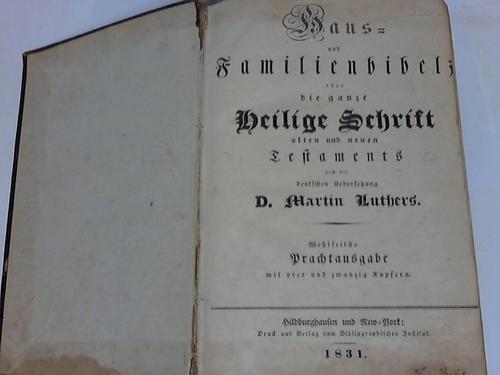 Haus=
und
Familienbibel;
oder
die ganze
Heilige Schrift
alten und neuen
Testaments
nach der
deutschen Uebersetzung
D. Martin Luthers.
Wohlfeilste
Prachtausgabe
mit vier und zwanzig Kupfern.
Hildburghausen und New-York:
Druck und Verlag vom Bibliographischen Institut.
1831.